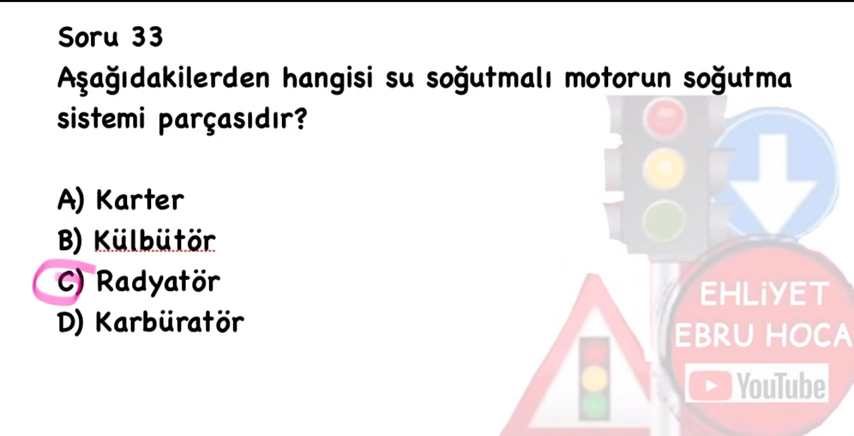 Soru 33
Aşağıdakilerden hangisi su soğutmalı motorun soğutma
sistemi parçasıdır?
A) Karter
B) Külbütör
C) Radyatör
D) Karbüratör
EHLİYET
EBRU HOCA
YouTube